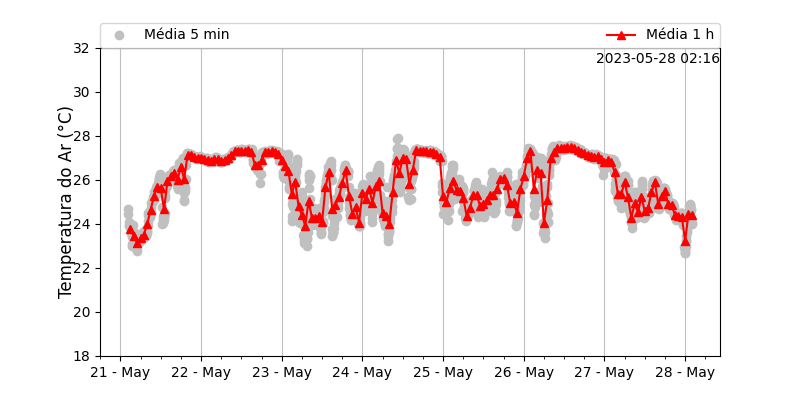 Média 5 min
Média 1 h
2023-05-28 02:16
Temperatura do Ar (°C)
32
30
28
26
24
22
20
18
21 - May
22 - May
23 - May
24 - May
25 - May
26 - May
27 - May
28 - May